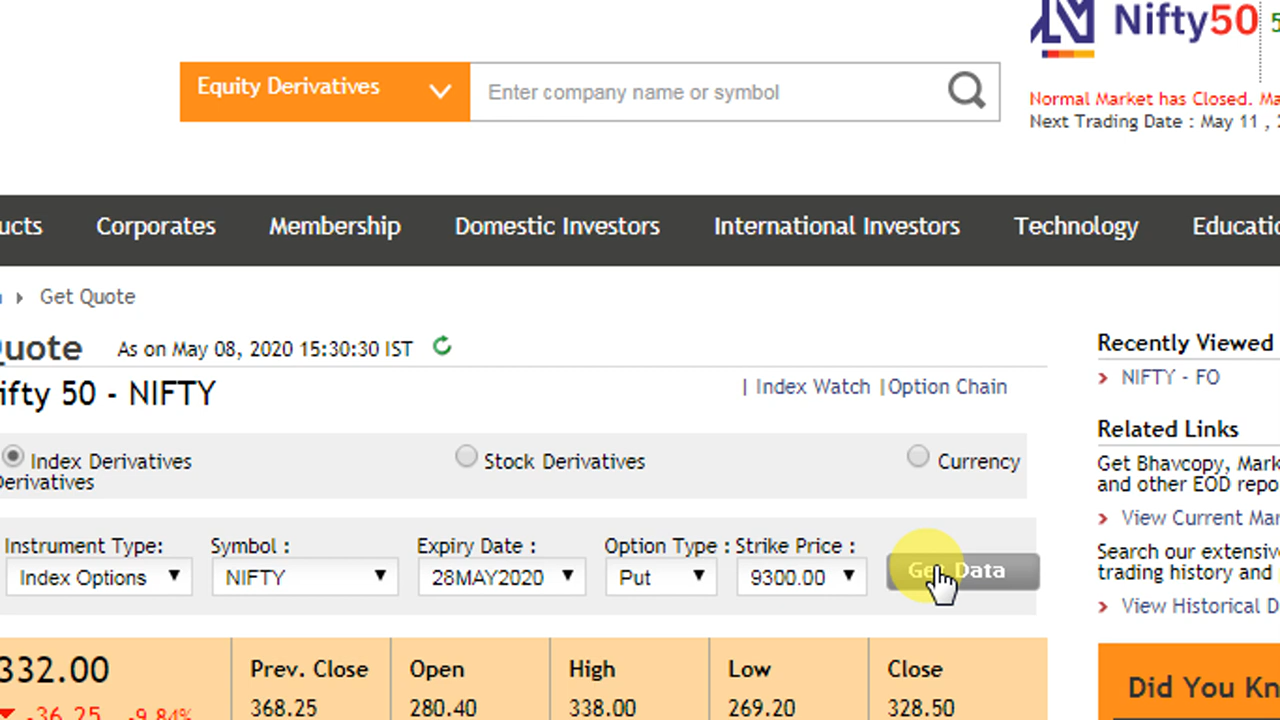 Nifty50
Equity Derivatives
Enter company name or symbol
Normal Market has Closed.
Next Trading Date : May 11 ,
Corporates Membership Domestic Investors International Investors Technology
Get Quote
As on May 08, 2020 15:30:30 IST
50 - NIFTY
| Index Watch | Option Chain
Index Derivatives Stock Derivatives Currency
Derivatives
Instrument Type: Symbol : Expiry Date : Option Type : Strike Price :
Index Options NIFTY 28MAY2020 Put 9300.00 Get Data
332.00 Prev. Close Open High Low Close
-36.25 -9.84% 368.25 280.40 338.00 269.20 328.50
Recently Viewed
NIFTY - FO
Related Links
Get Bhavcopy,
and other EOD
View Current
Search our
trading history and
View Historical
Did You